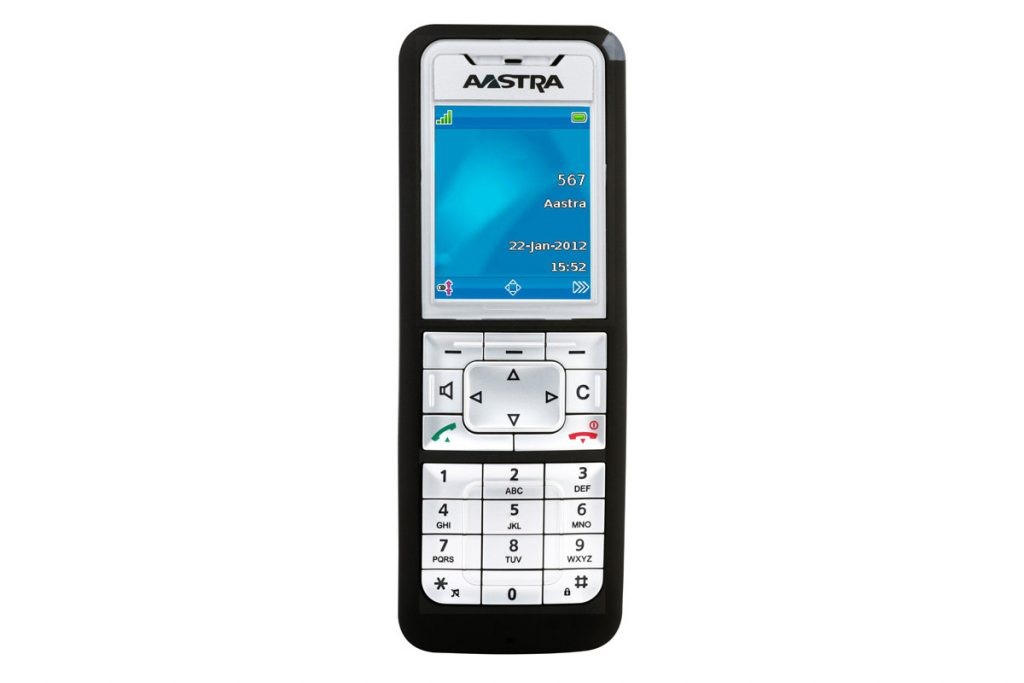 AASTRA
567
Aastra
22-Jan-2012
15:52
C
1 2 3
ABC DEF
4 5 6
GHI JKL MNO
7 8 9
PQRS TUV WXYZ
* 0 #